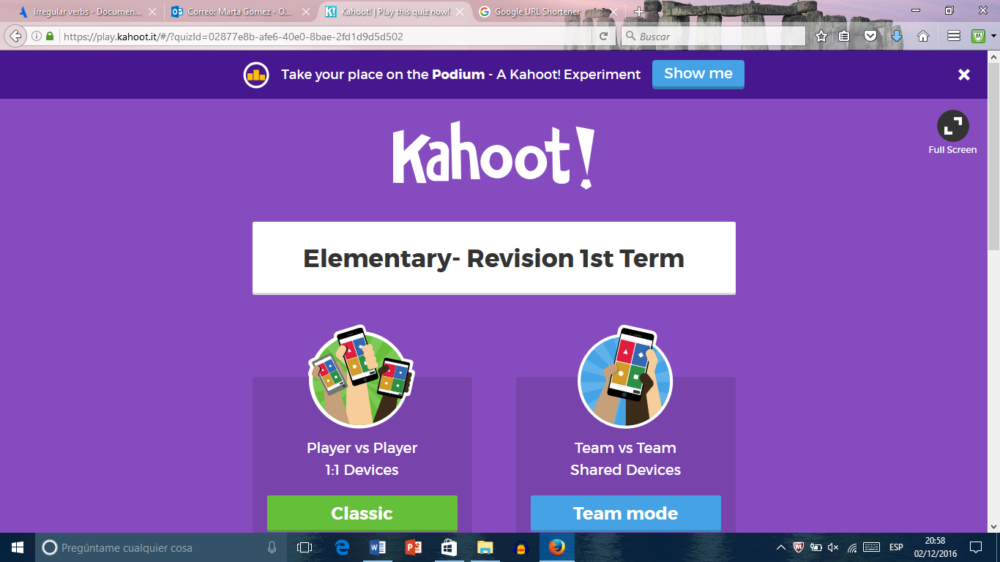 Irregular verbs - Documen...
Correo: Marta Gomez - O...
Kahoot! | Play this quiz now!
Google URL Shortener
https://play.kahoot.it/#/?quizId=02877e8b-afe6-40e0-8bae-2fd1d9d5d502
Buscar
Take your place on the Podium - A Kahoot! Experiment
Show me
Full Screen
Kahoot!
Elementary- Revision 1st Term
Player vs Player
1:1 Devices
Classic
Team vs Team
Shared Devices
Team mode
Pregúntame cualquier cosa
ESP
20:58
02/12/2016